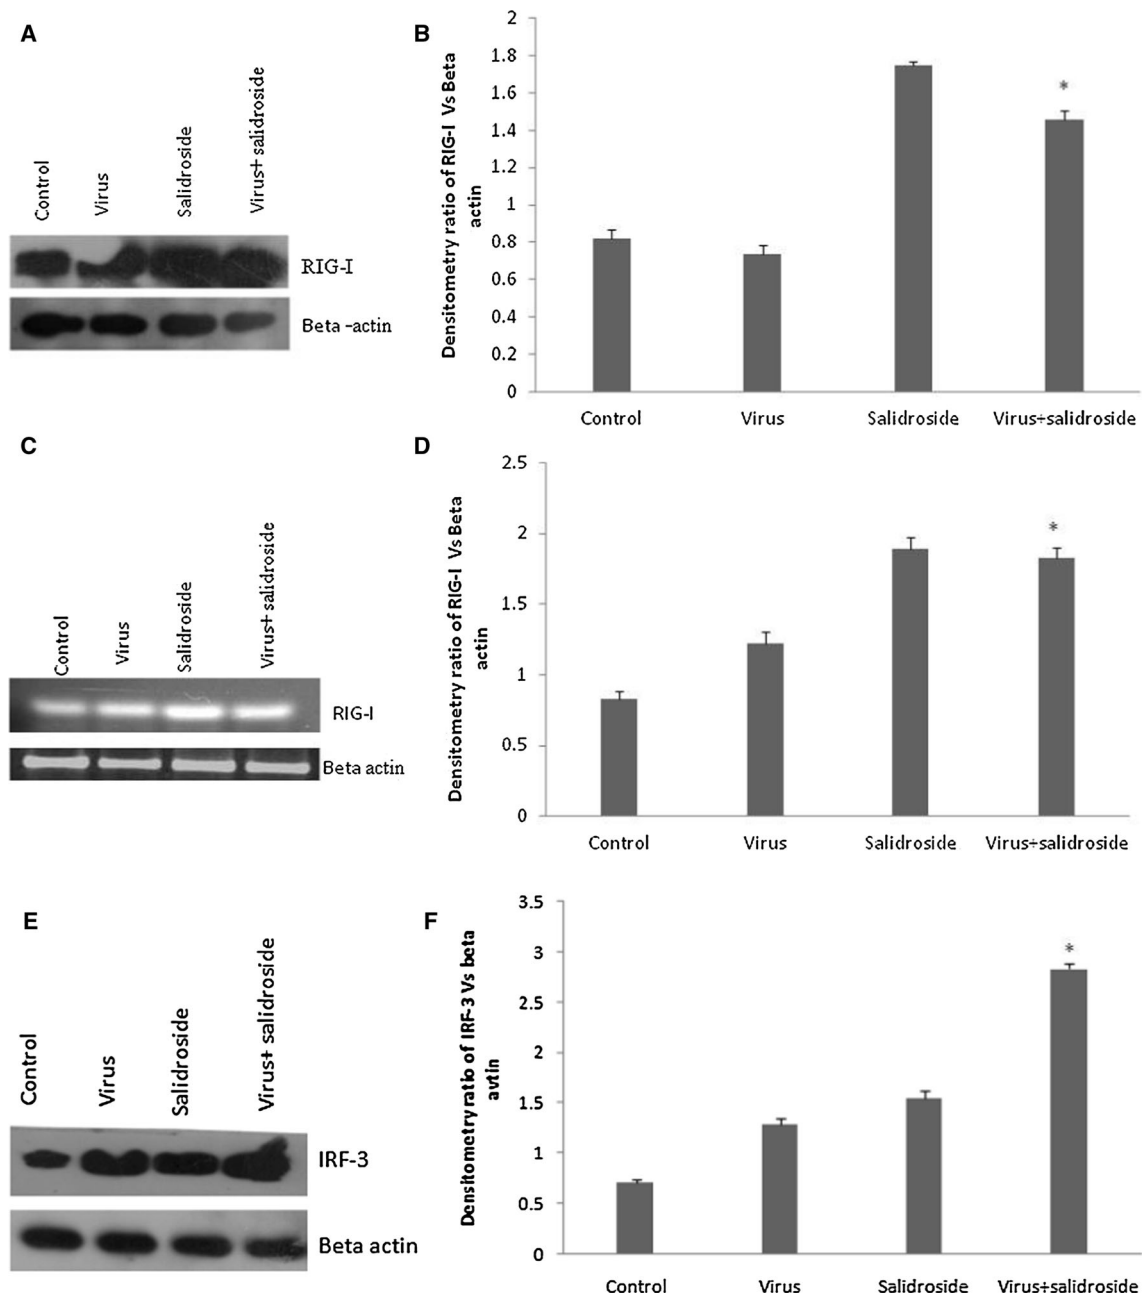 A
Control
Virus
Salidroside
Virus+ salidroside
RIG-I
Beta -actin
B
Densitometry ratio of RIG-I Vs Beta
actin
2
1.8
1.6
1.4
1.2
1
0.8
0.6
0.4
0.2
0
*
Control
Virus
Salidroside
Virus+salidroside
C
Control
Virus
Salidroside
Virus+ salidroside
RIG-I
Beta actin
D
Densitometry ratio of RIG-I Vs Beta
actin
2.5
2
1.5
1
0.5
0
*
Control
Virus
Salidroside
Virus+salidroside
E
Control
Virus
Salidroside
Virus+ salidroside
IRF-3
Beta actin
F
Densitometry ratio of IRF-3 Vs beta
avtin
3.5
3
2.5
2
1.5
1
0.5
0
*
Control
Virus
Salidroside
Virus+salidroside